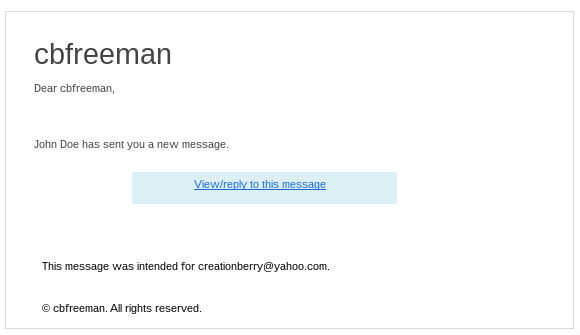 cbfreeman
Dear cbfreeman,
John Doe has sent you a new message.
View/reply to this message
This message was intended for creationberry@yahoo.com.
© cbfreeman. All rights reserved.